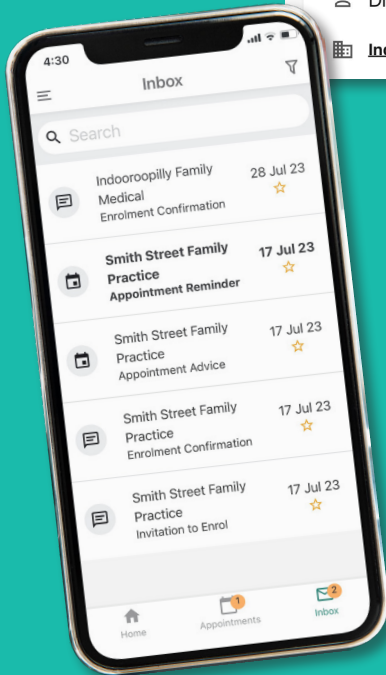 4:30
Inbox
Search
Indooroopilly Family
Medical
Enrolment Confirmation
28 Jul 23
Smith Street Family
Practice
Appointment Reminder
17 Jul 23
Smith Street Family
Practice
Appointment Advice
17 Jul 23
Smith Street Family
Practice
Enrolment Confirmation
17 Jul 23
Smith Street Family
Practice
Invitation to Enrol
17 Jul 23
Home
1
Appointments
2
Inbox